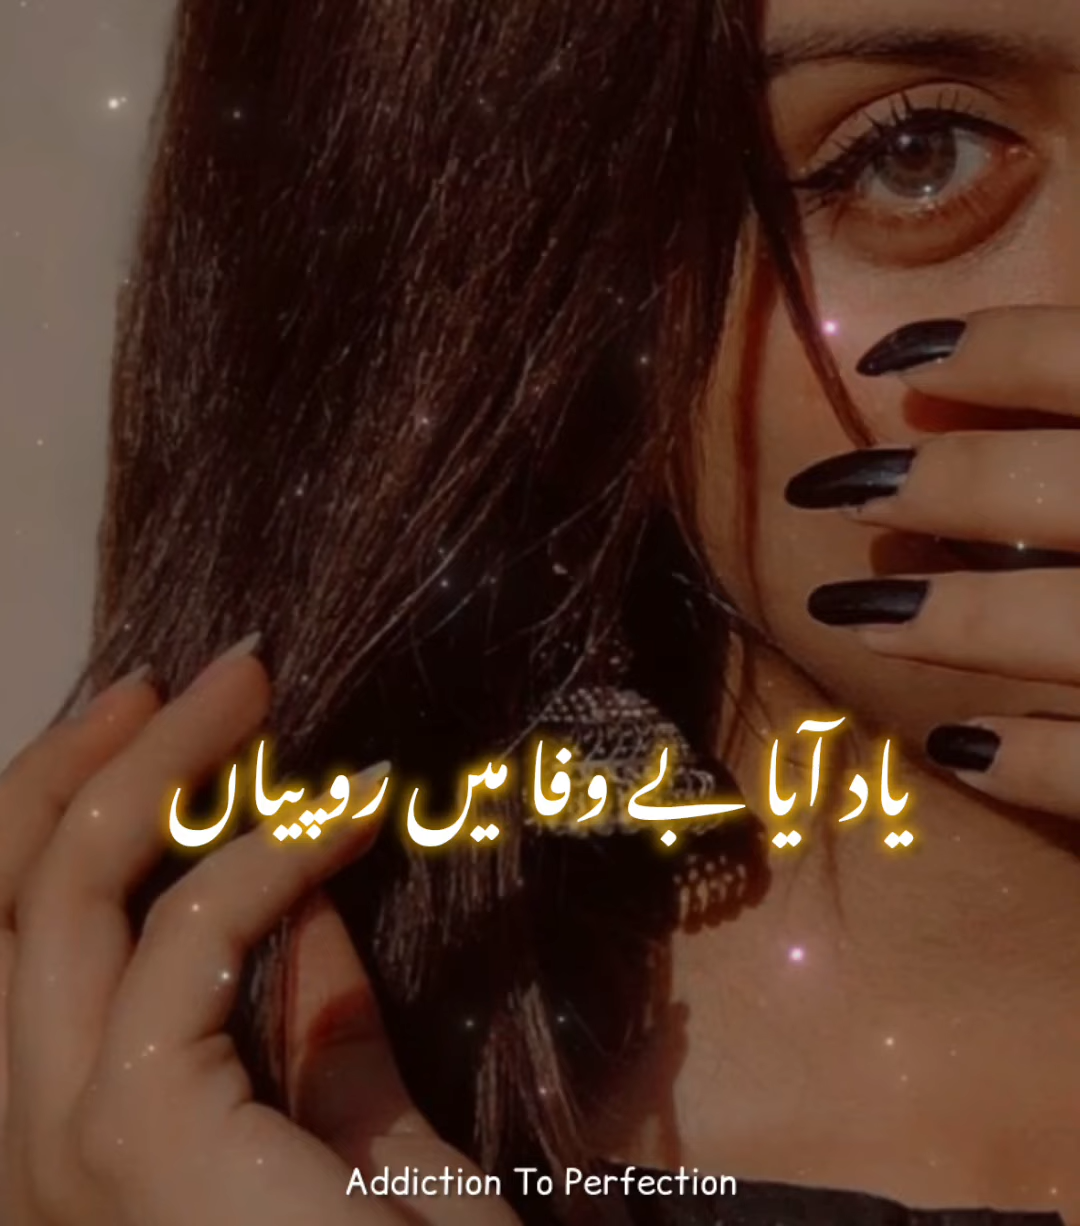 یاد آیا بے وفا میں روپیاں
Addiction To Perfection